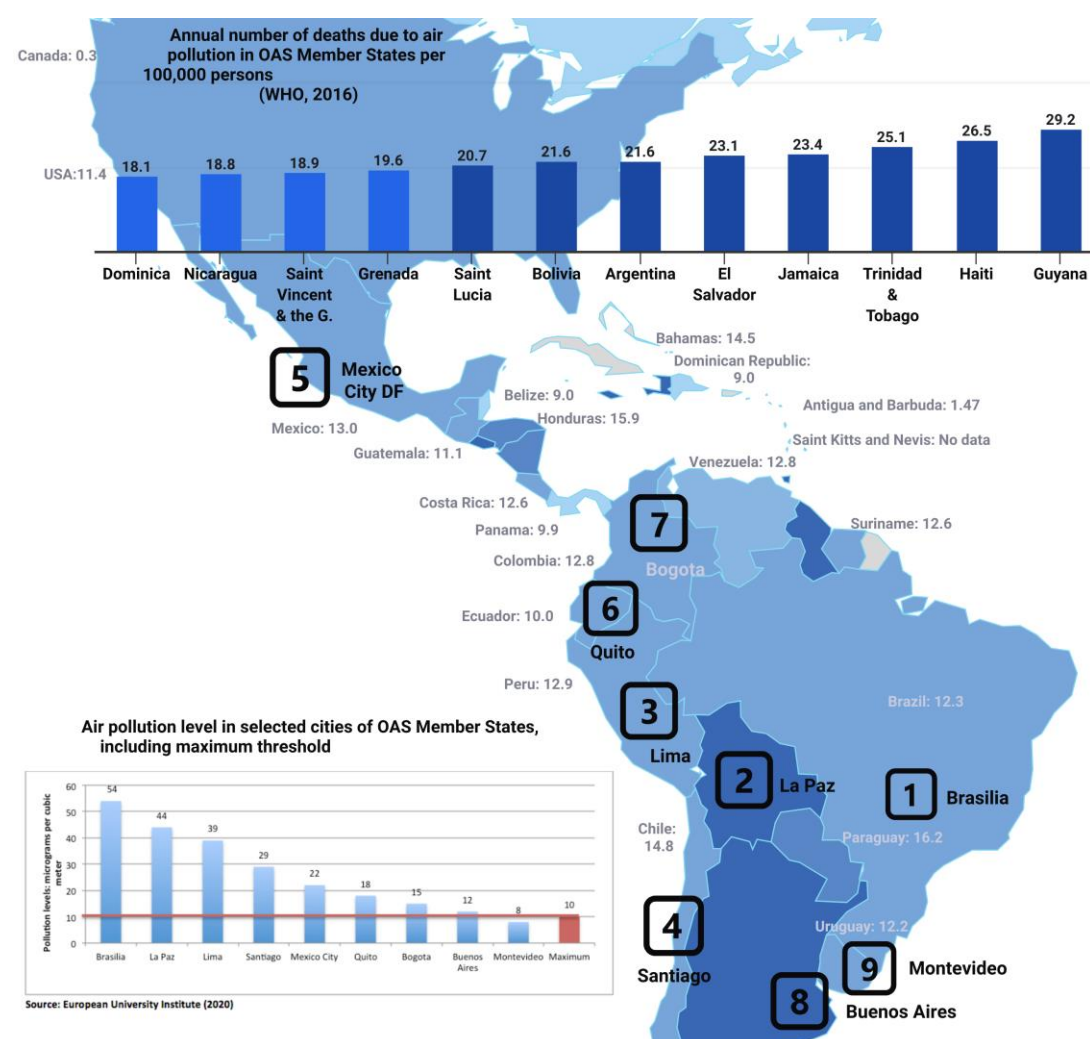 Annual number of deaths due to air
pollution in OAS Member States per
100,000 persons
(WHO, 2016)
Canada: 0.3
USA:11.4
18.1
18.8
18.9
19.6
20.7
21.6
21.6
23.1
23.4
25.1
26.5
29.2
Dominica
Nicaragua
Saint
Vincent
& the G.
Grenada
Saint
Lucia
Bolivia
Argentina
El
Salvador
Jamaica
Trinidad
&
Tobago
Haiti
Guyana
5
Mexico
City DF
Mexico: 13.0
Bahamas: 14.5
Dominican Republic:
9.0
Belize: 9.0
Honduras: 15.9
Antigua and Barbuda: 1.47
Guatemala: 11.1
Saint Kitts and Nevis: No data
Venezuela: 12.8
Costa Rica: 12.6
Panama: 9.9
Colombia: 12.8
7
Bogota
Suriname: 12.6
Ecuador: 10.0
6
Quito
Peru: 12.9
3
Lima
Brazil: 12.3
2
La Paz
1
Brasilia
Chile:
14.8
Paraguay: 16.2
4
Santiago
Uruguay: 12.2
9
Montevideo
8
Buenos Aires
Air pollution level in selected cities of OAS Member States,
including maximum threshold
Pollution levels: micrograms per cubic
meter
60
50
40
30
20
10
0
54
44
39
29
22
18
15
12
8
10
Brasilia
La Paz
Lima
Santiago
Mexico City
Quito
Bogota
Buenos
Aires
Montevideo
Maximum
Source: European University Institute (2020)